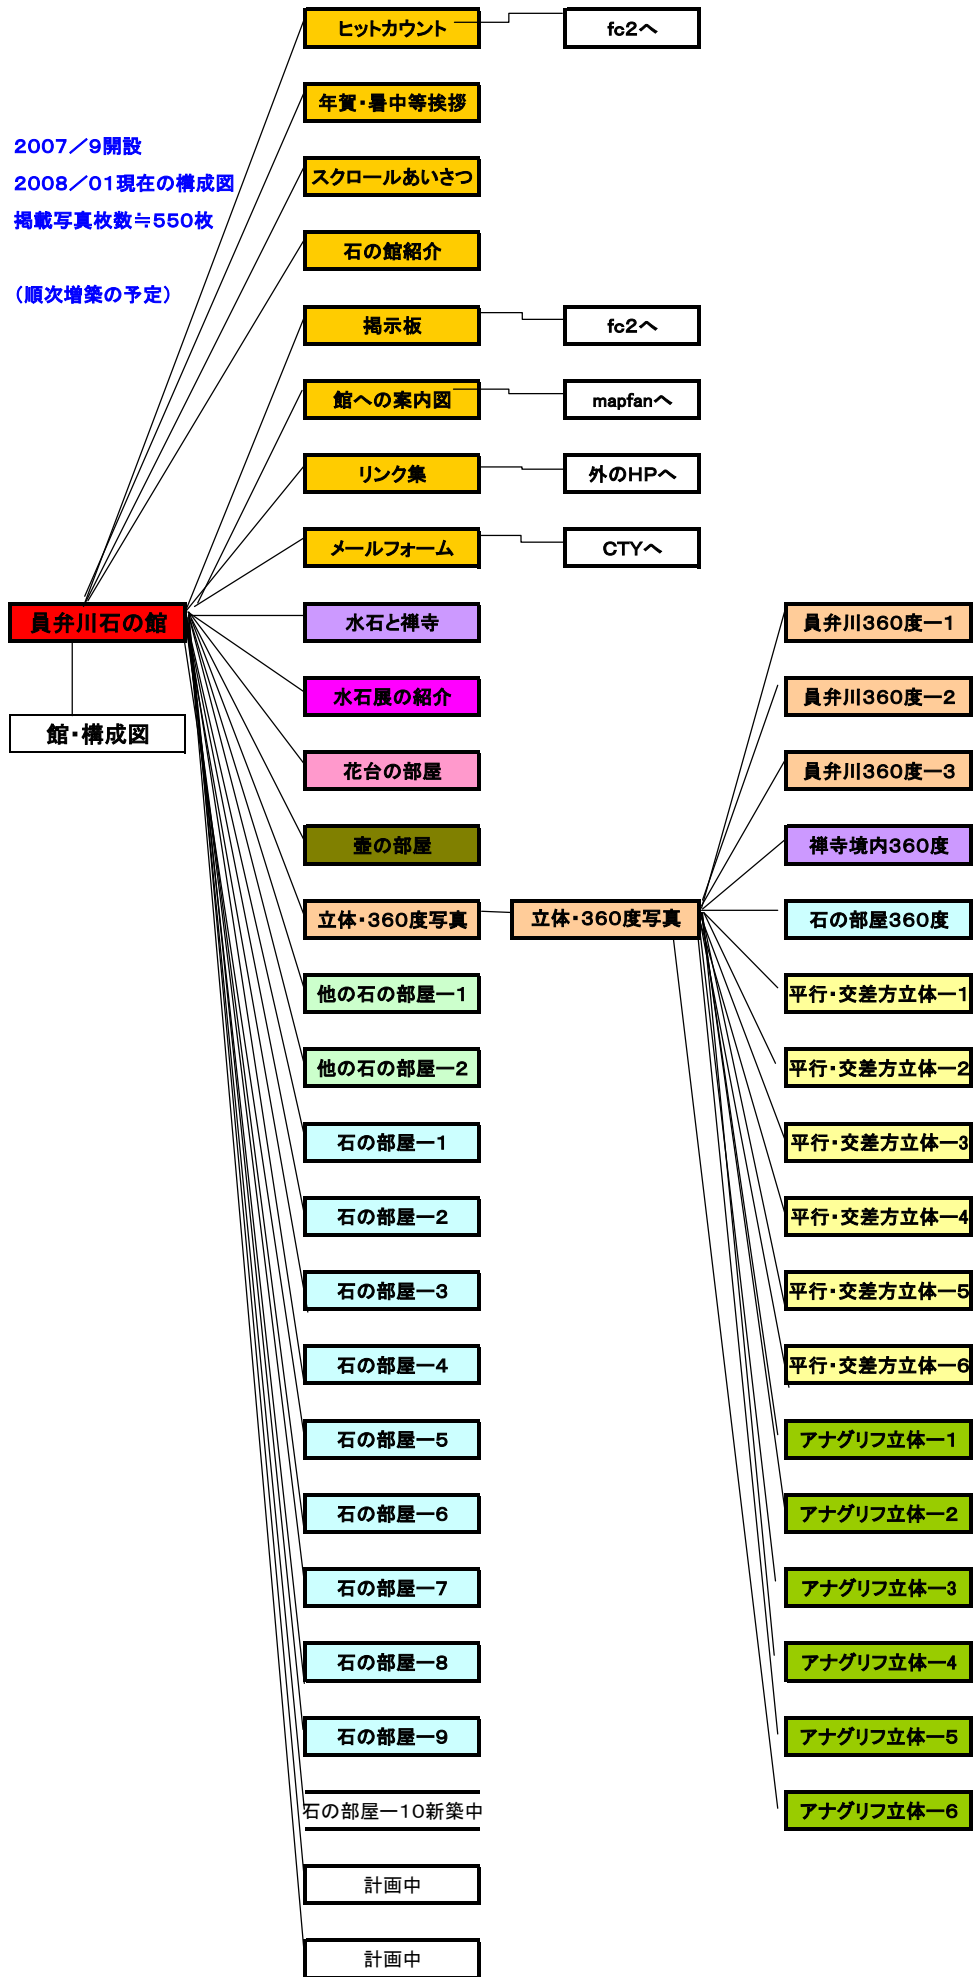 ヒットカウント
fc2へ
年賀・暑中等挨拶
2007／9開設
スクロールあいさつ
2008／01現在の構成図
掲載写真枚数≒550枚
石の館紹介
（順次増築の予定）
掲示板
fc2へ
館への案内図
mapfanへ
リンク集
外のHPへ
メールフォーム
CTYへ
員弁川石の館
水石と禅寺
員弁川360度ー1
水石展の紹介
員弁川360度ー2
館・構成図
花台の部屋
員弁川360度ー3
壺の部屋
禅寺境内360度
立体・360度写真
立体・360度写真
石の部屋360度
他の石の部屋ー1
平行・交差方立体ー1
他の石の部屋ー2
平行・交差方立体ー2
石の部屋ー1
平行・交差方立体ー3
石の部屋ー2
平行・交差方立体ー4
石の部屋ー3
平行・交差方立体ー5
石の部屋ー4
平行・交差方立体ー6
石の部屋ー5
アナグリフ立体ー1
石の部屋ー6
アナグリフ立体ー2
石の部屋ー7
アナグリフ立体ー3
石の部屋ー8
アナグリフ立体ー4
石の部屋ー9
アナグリフ立体ー5
石の部屋ー10新築中
アナグリフ立体ー6
計画中
計画中